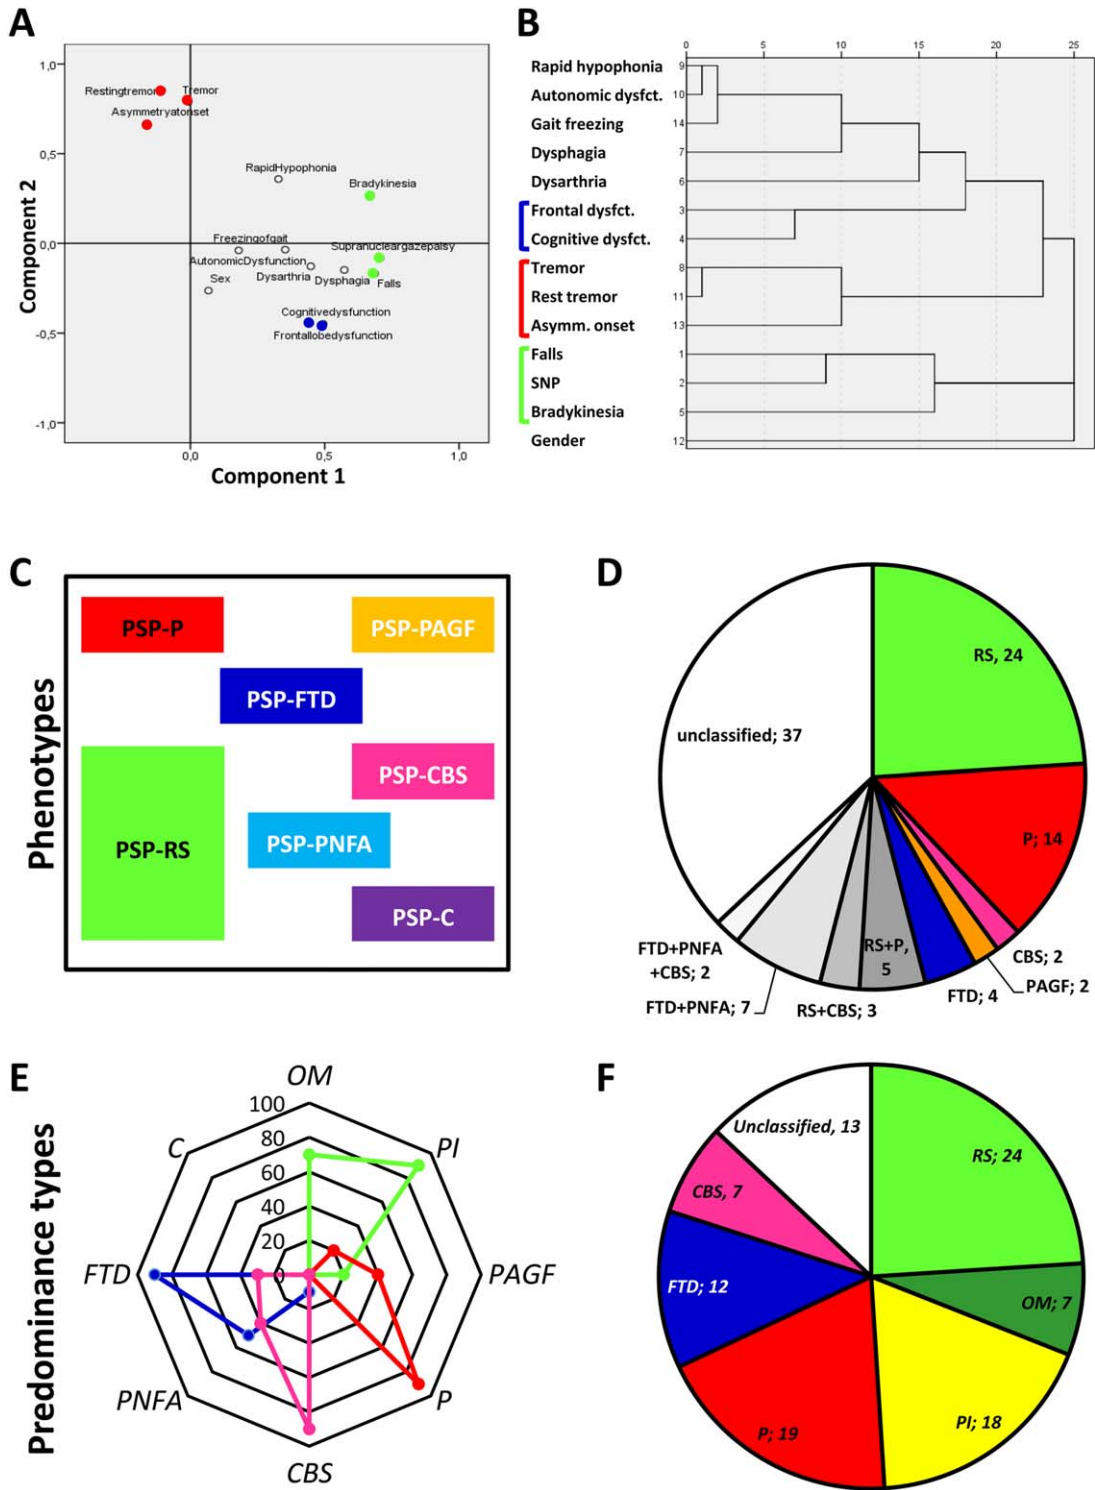 A
1,0
Restingtremor
Tremor
Asymmetryatonset
0,5
RapidHypophonia
Bradykinesia
0,0
Freezingofgait
Supranucleargazepalsy
AutonomicDysfunction
Dysarthria
Dysphagia
Falls
Sex
Cognitivedysfunction
Frontallobedysfunction
-0,5
-1,0
0,0
0,5
1,0
Component 1
Component 2
B
0 5 10 15 20 25
Rapid hypophonia 9
Autonomic dysfct. 10
Gait freezing 14
Dysphagia 7
Dysarthria 6
Frontal dysfct. 3
Cognitive dysfct. 4
Tremor 8
Rest tremor 11
Asymm. onset 13
Falls 1
SNP 2
Bradykinesia 5
Gender 12
C
Phenotypes
PSP-P
PSP-PAGF
PSP-FTD
PSP-CBS
PSP-RS
PSP-PNFA
PSP-C
D
RS, 24
unclassified; 37
P; 14
RS+P,
5
CBS; 2
PAGF; 2
FTD; 4
RS+CBS; 3
FTD+PNFA; 7
FTD+PNFA
+CBS; 2
E
Predominance types
OM
100
80
60
40
20
0
C
PI
FTD
PAGF
PNFA
P
CBS
F
Unclassified, 13
RS; 24
CBS, 7
OM; 7
FTD; 12
P; 19
PI; 18